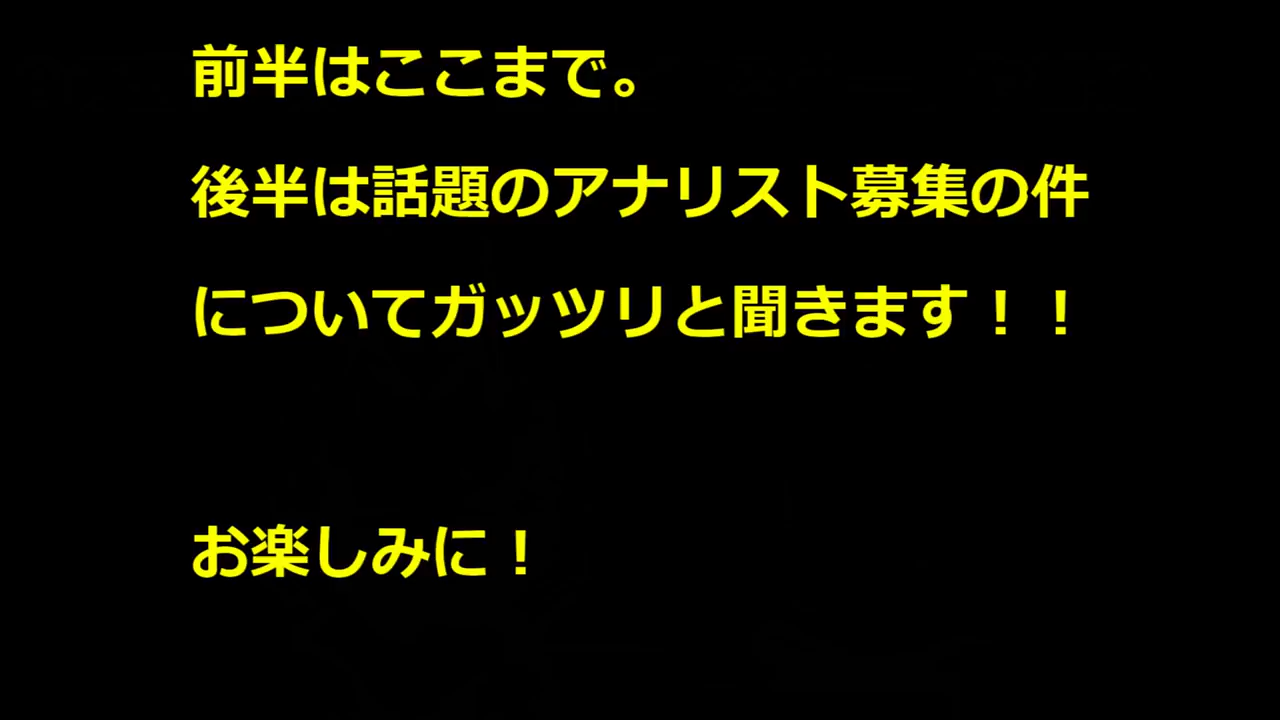 前半はここまで。
後半は話題のアナリスト募集の件
についてガッツリと聞きます！！
お楽しみに！